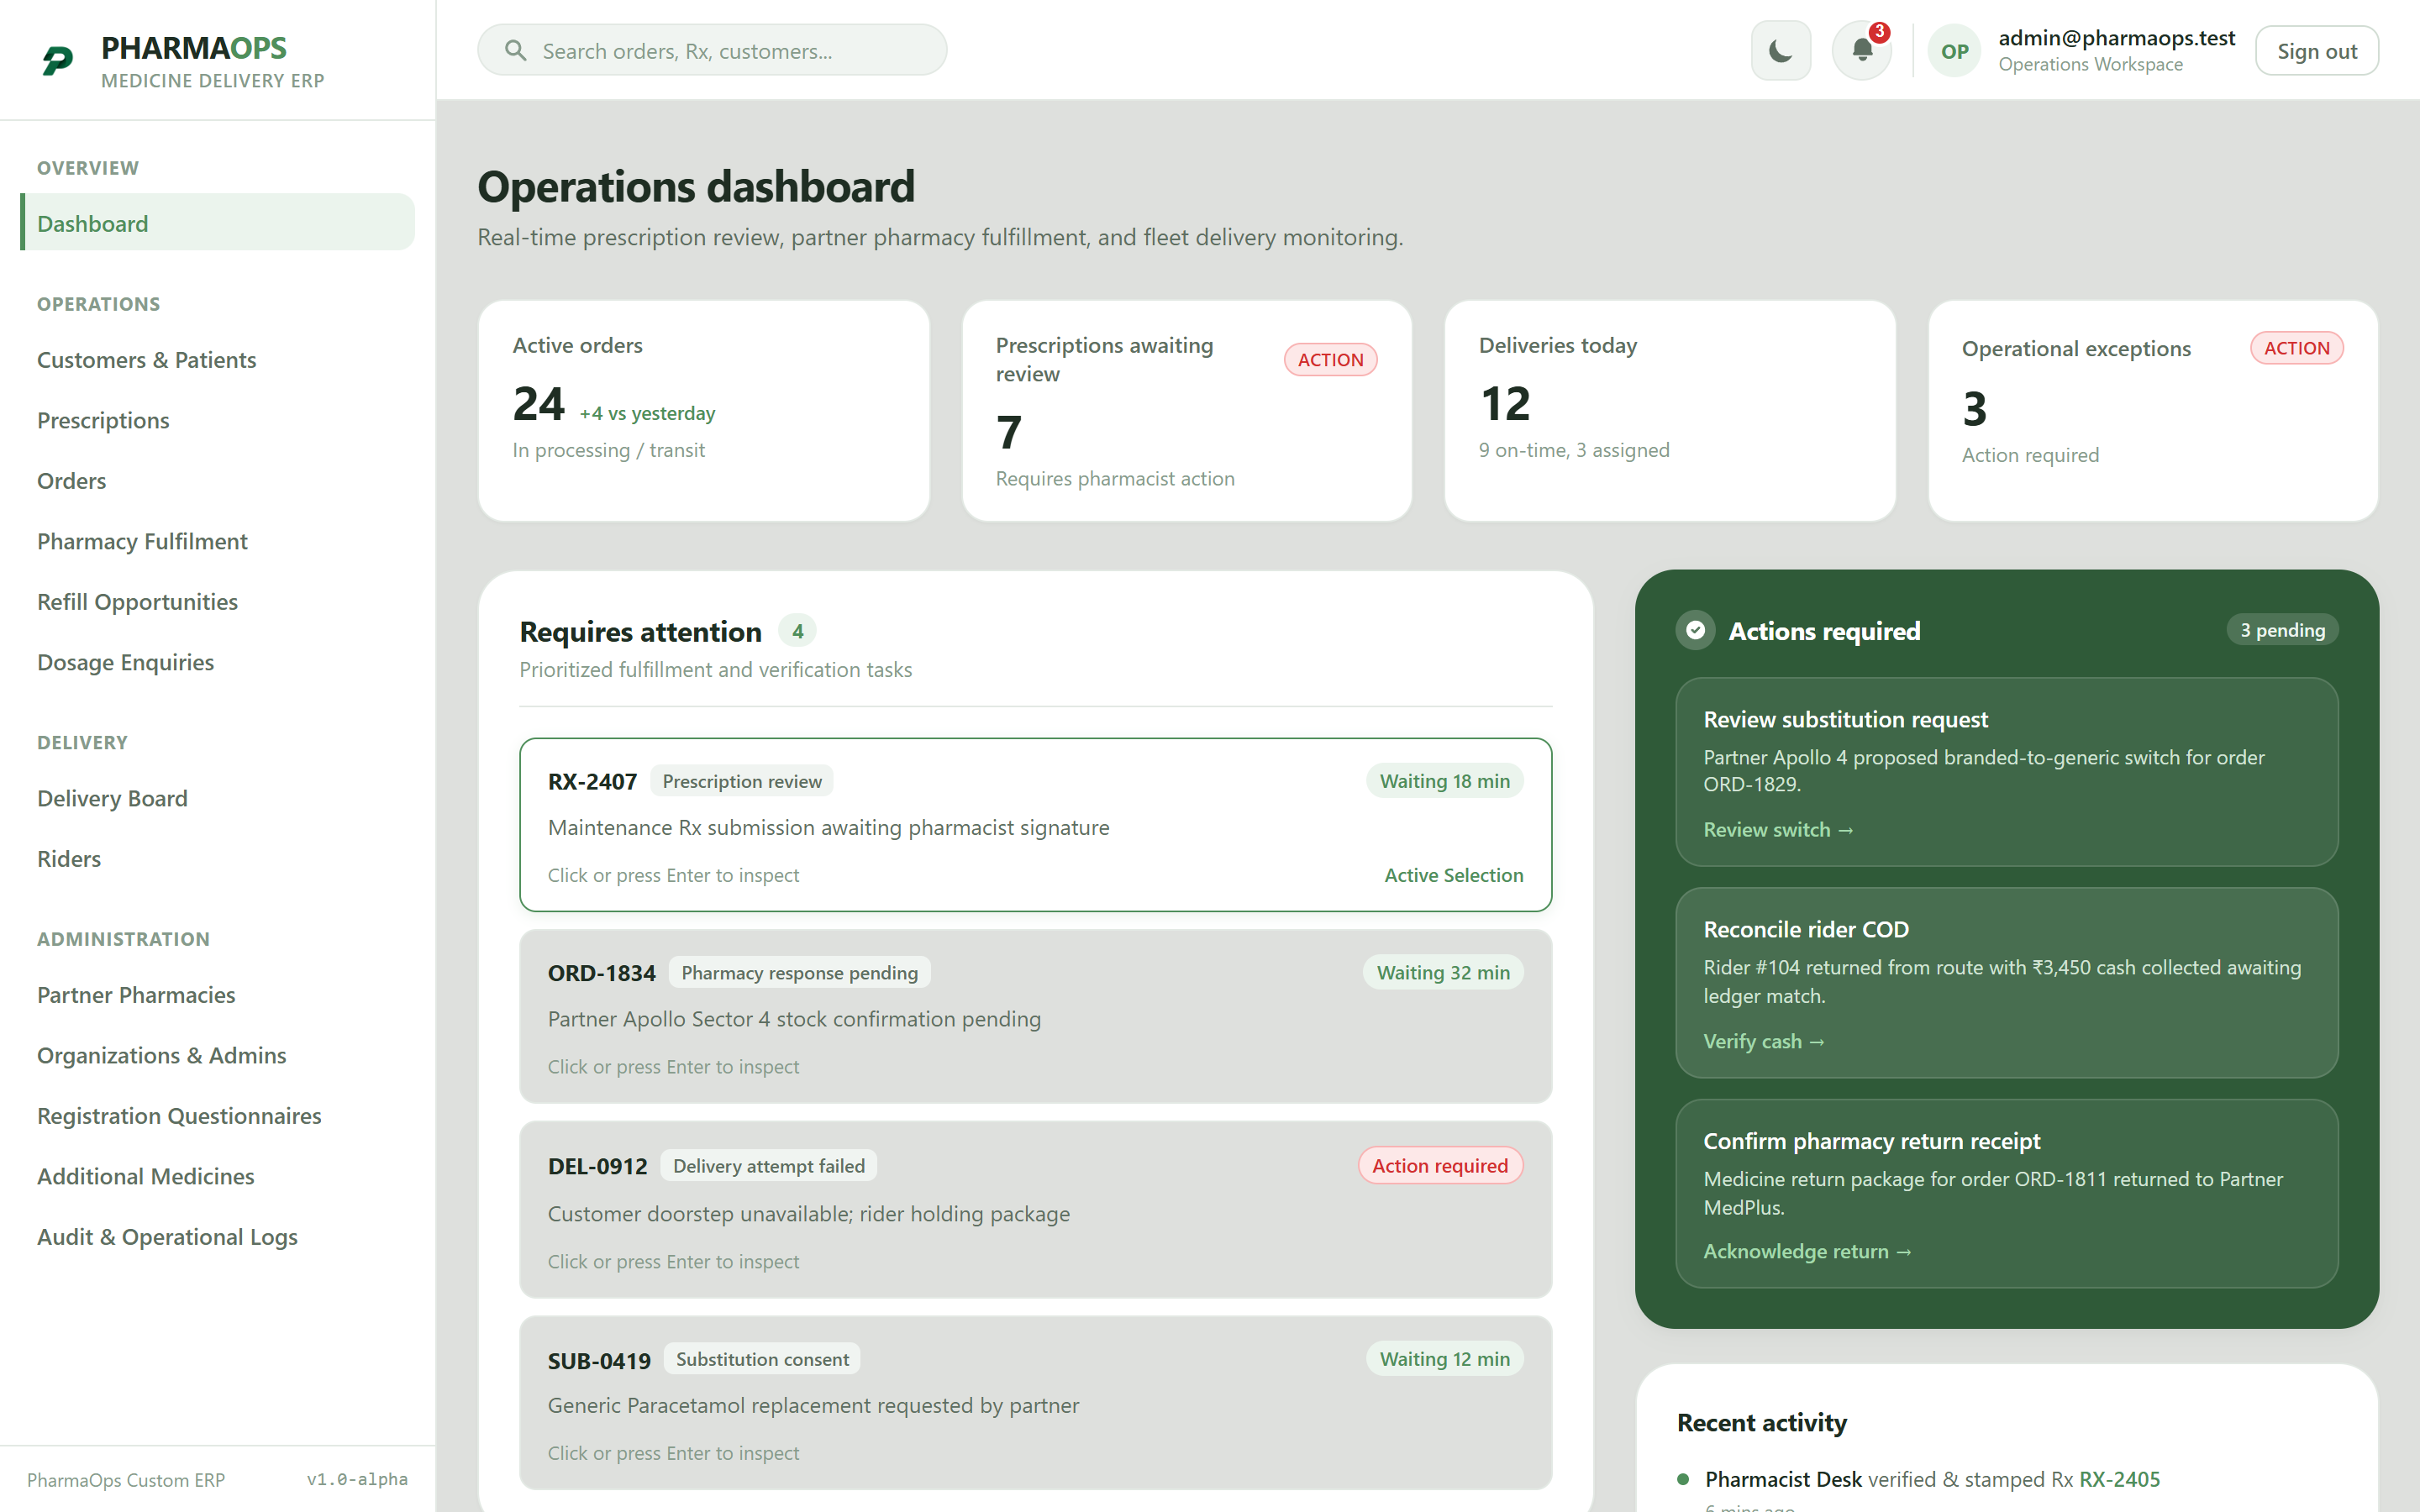 PHARMAOPS
MEDICINE DELIVERY ERP
OVERVIEW
Dashboard
OPERATIONS
Customers & Patients
Prescriptions
Orders
Pharmacy Fulfilment
Refill Opportunities
Dosage Enquiries
DELIVERY
Delivery Board
Riders
ADMINISTRATION
Partner Pharmacies
Organizations & Admins
Registration Questionnaires
Additional Medicines
Audit & Operational Logs
PharmaOps Custom ERP v1.0-alpha
Search orders, Rx, customers...
3
OP
admin@pharmaops.test
Operations Workspace
Sign out
Operations dashboard
Real-time prescription review, partner pharmacy fulfillment, and fleet delivery monitoring.
Active orders
24 +4 vs yesterday
In processing / transit
Prescriptions awaiting
review
ACTION
7
Requires pharmacist action
Deliveries today
12
9 on-time, 3 assigned
Operational exceptions
ACTION
3
Action required
Requires attention 4
Prioritized fulfillment and verification tasks
RX-2407 Prescription review Waiting 18 min
Maintenance Rx submission awaiting pharmacist signature
Click or press Enter to inspect Active Selection
ORD-1834 Pharmacy response pending Waiting 32 min
Partner Apollo Sector 4 stock confirmation pending
Click or press Enter to inspect
DEL-0912 Delivery attempt failed Action required
Customer doorstep unavailable; rider holding package
Click or press Enter to inspect
SUB-0419 Substitution consent Waiting 12 min
Generic Paracetamol replacement requested by partner
Click or press Enter to inspect
Actions required 3 pending
Review substitution request
Partner Apollo 4 proposed branded-to-generic switch for order
ORD-1829.
Review switch →
Reconcile rider COD
Rider #104 returned from route with ₹3,450 cash collected awaiting
ledger match.
Verify cash →
Confirm pharmacy return receipt
Medicine return package for order ORD-1811 returned to Partner
MedPlus.
Acknowledge return →
Recent activity
Pharmacist Desk verified & stamped Rx RX-2405
6 mins ago